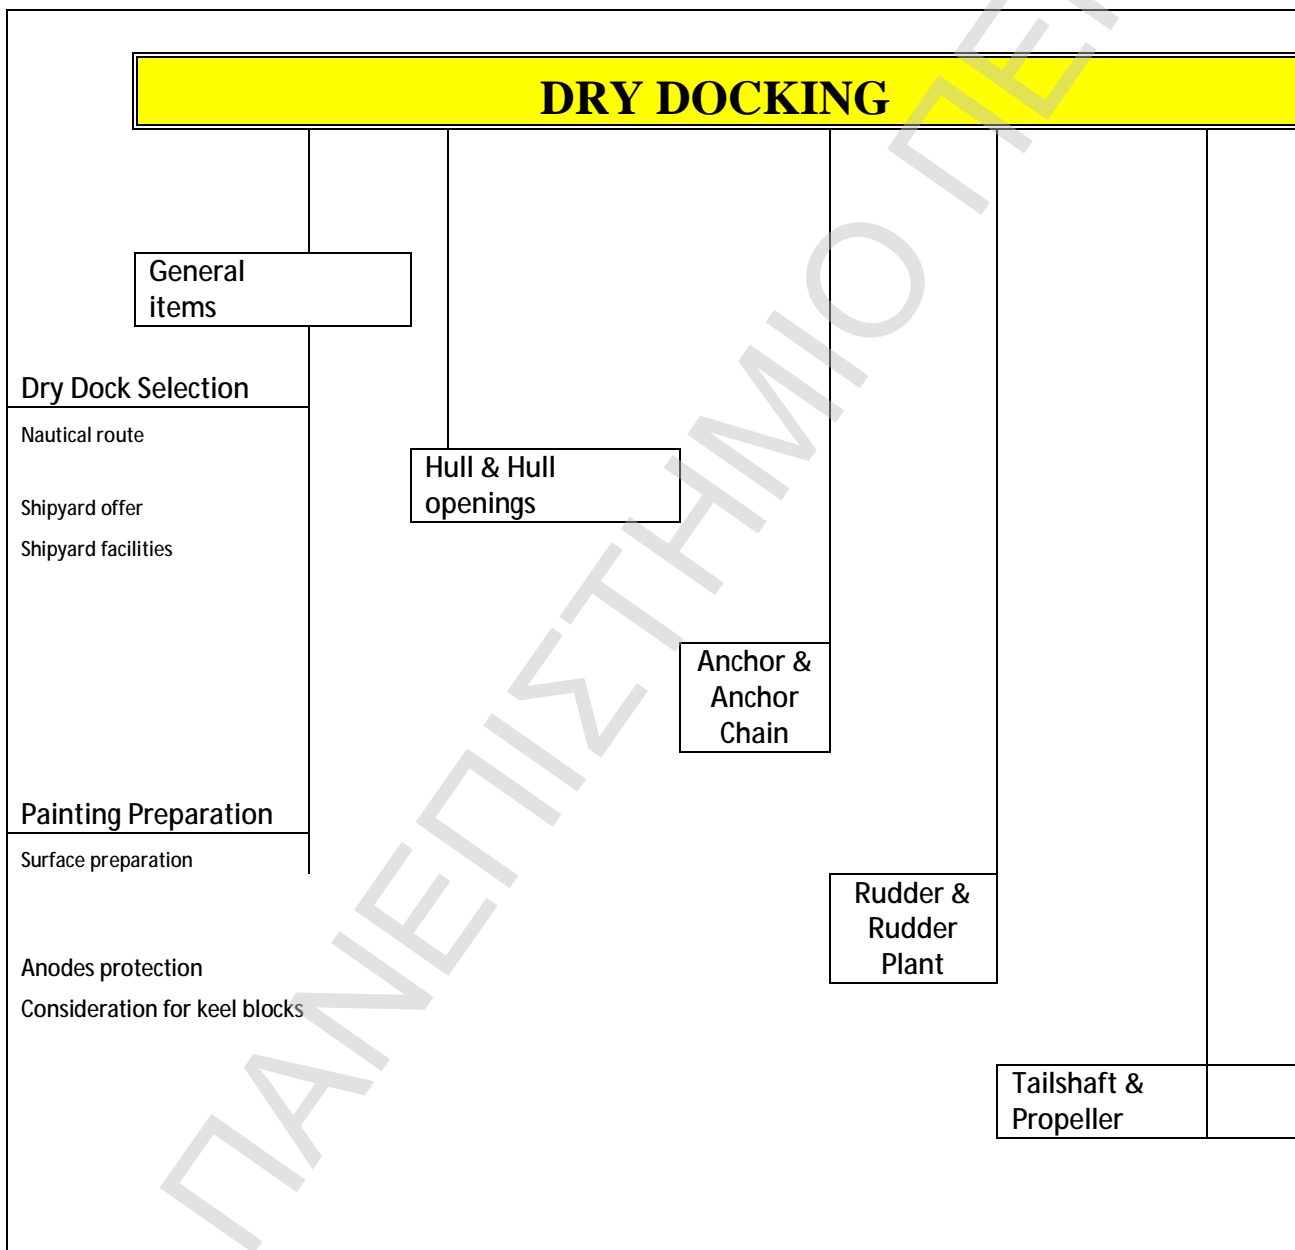 DRY DOCKING
General
items
Dry Dock Selection
Nautical route
Hull & Hull
openings
Shipyard offer
Shipyard facilities
Anchor &
Anchor
Chain
Painting Preparation
Surface preparation
Rudder &
Rudder
Plant
Anodes protection
Consideration for keel blocks
Tailshaft &
Propeller
ΠΑΝΕΠΙΣΤΗΜΙΟ